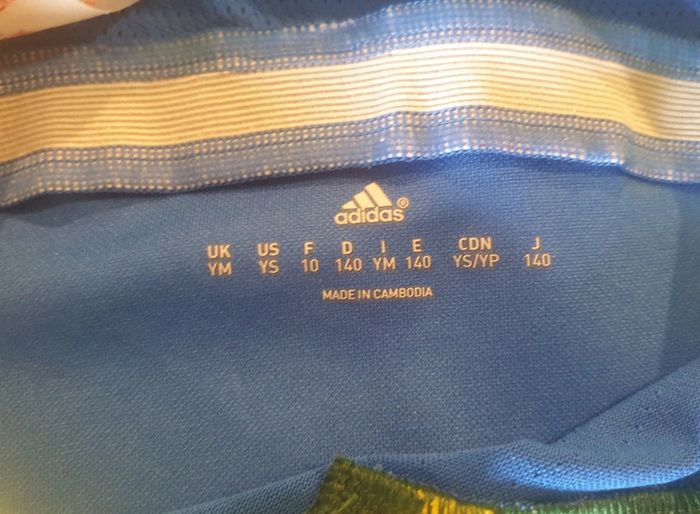 adidas®
UK US F D I E CDN J
YM YS 10 140 YM 140 YS/YP 140
MADE IN CAMBODIA